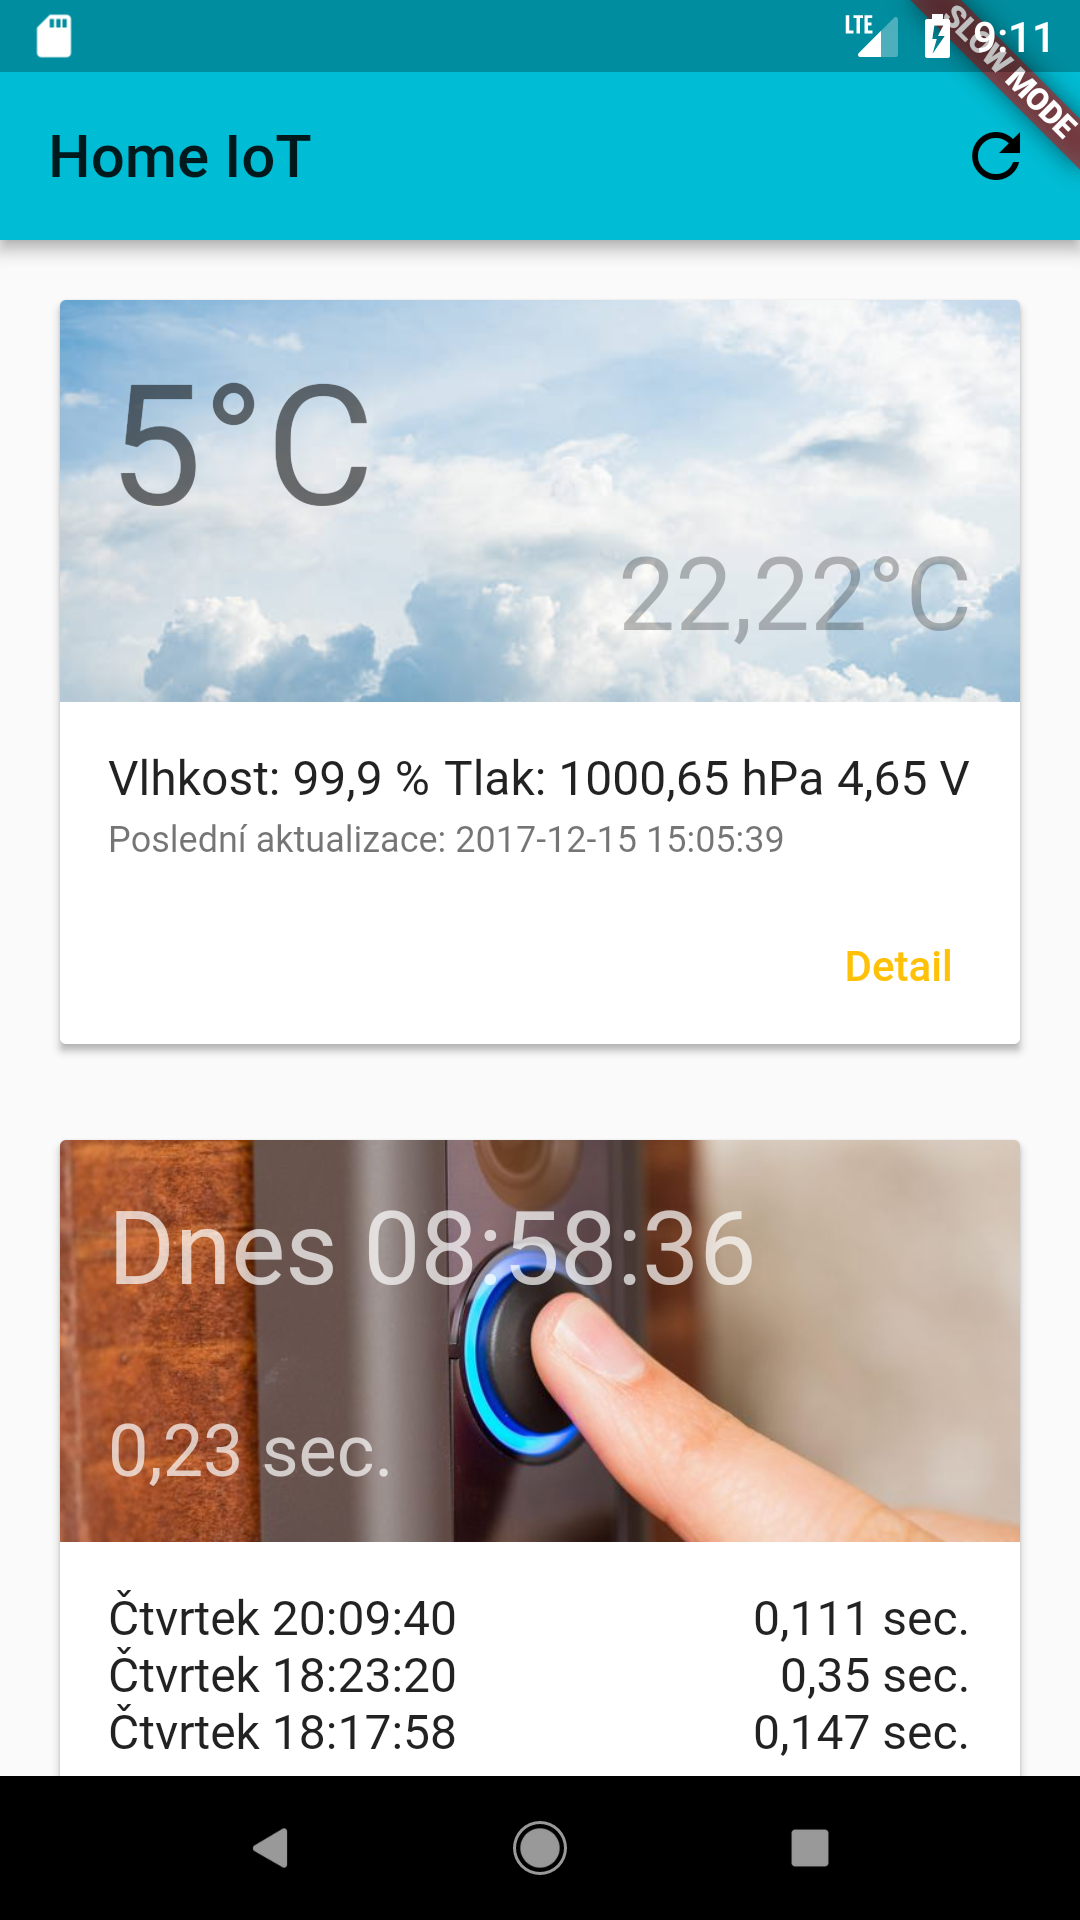 LTE
9:11
SLOW MODE
Home IoT
5°C
22,22°C
Vlhkost: 99,9 % Tlak: 1000,65 hPa 4,65 V
Poslední aktualizace: 2017-12-15 15:05:39
Detail
Dnes 08:58:36
0,23 sec.
Čtvrtek 20:09:40 0,111 sec.
Čtvrtek 18:23:20 0,35 sec.
Čtvrtek 18:17:58 0,147 sec.